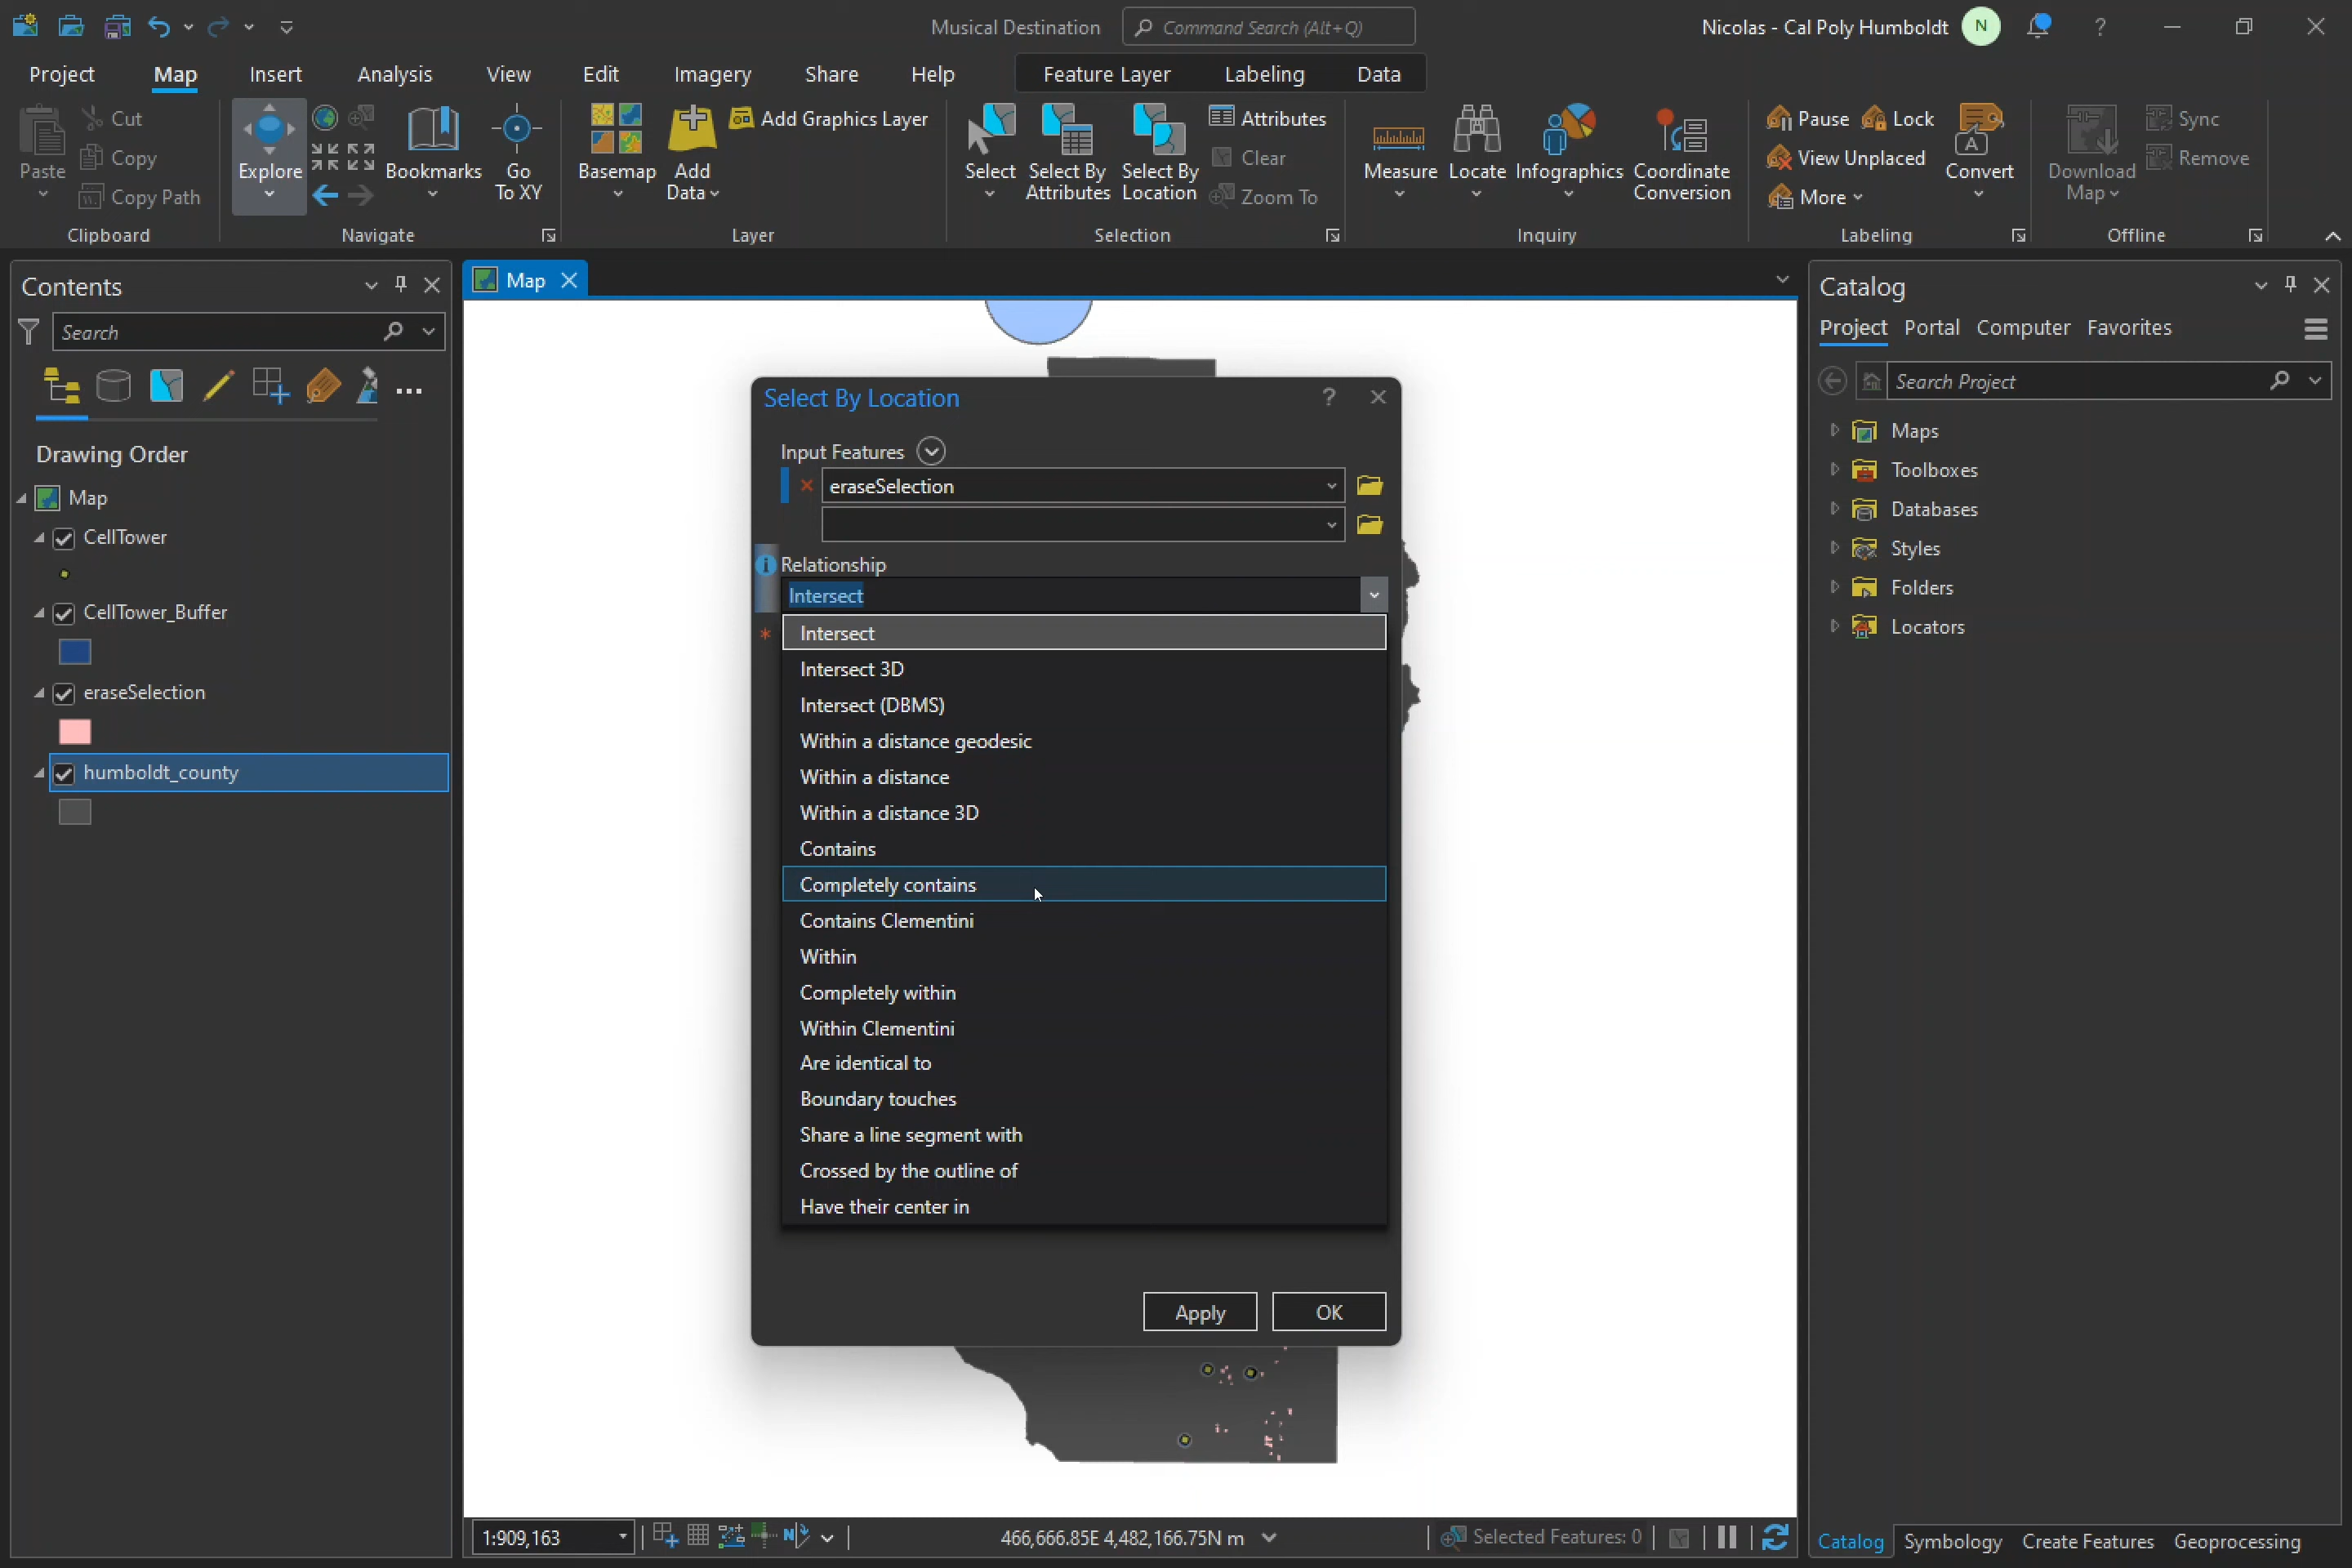 Musical Destination
Command Search (Alt+Q)
Nicolas - Cal Poly Humboldt
N
?
Project
Map
Insert
Analysis
View
Edit
Imagery
Share
Help
Feature Layer
Labeling
Data
Paste
Cut
Copy
Copy Path
Clipboard
Explore
Bookmarks
Go To XY
Navigate
Basemap
Add Data
Add Graphics Layer
Layer
Select
Select By Attributes
Select By Location
Attributes
Clear
Zoom To
Selection
Measure
Locate
Infographics
Coordinate Conversion
Inquiry
Pause
Lock
View Unplaced
More
Convert
Labeling
Download Map
Sync
Remove
Offline
Contents
Search
Drawing Order
Map
CellTower
CellTower_Buffer
eraseSelection
humboldt_county
Map
Select By Location
?
Input Features
eraseSelection
Relationship
Intersect
Intersect
Intersect 3D
Intersect (DBMS)
Within a distance geodesic
Within a distance
Within a distance 3D
Contains
Completely contains
Contains Clementini
Within
Completely within
Within Clementini
Are identical to
Boundary touches
Share a line segment with
Crossed by the outline of
Have their center in
Apply
OK
1:909,163
466,666.85E 4,482,166.75N m
Selected Features: 0
Catalog
Project
Portal
Computer
Favorites
Search Project
Maps
Toolboxes
Databases
Styles
Folders
Locators
Catalog
Symbology
Create Features
Geoprocessing